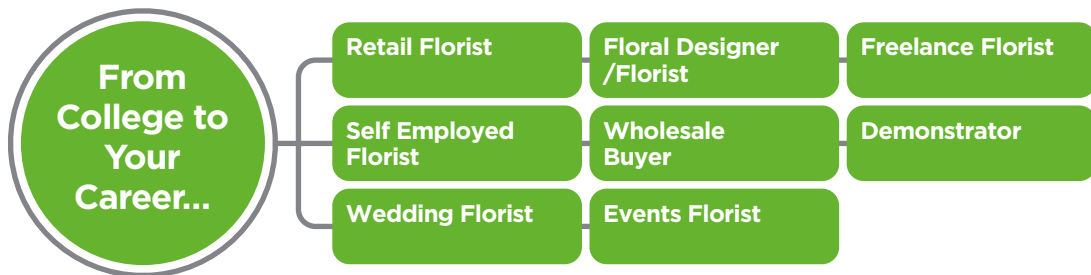 From
College to
Your
Career...
Retail Florist
Floral Designer
/Florist
Freelance Florist
Self Employed
Florist
Wholesale
Buyer
Demonstrator
Wedding Florist
Events Florist